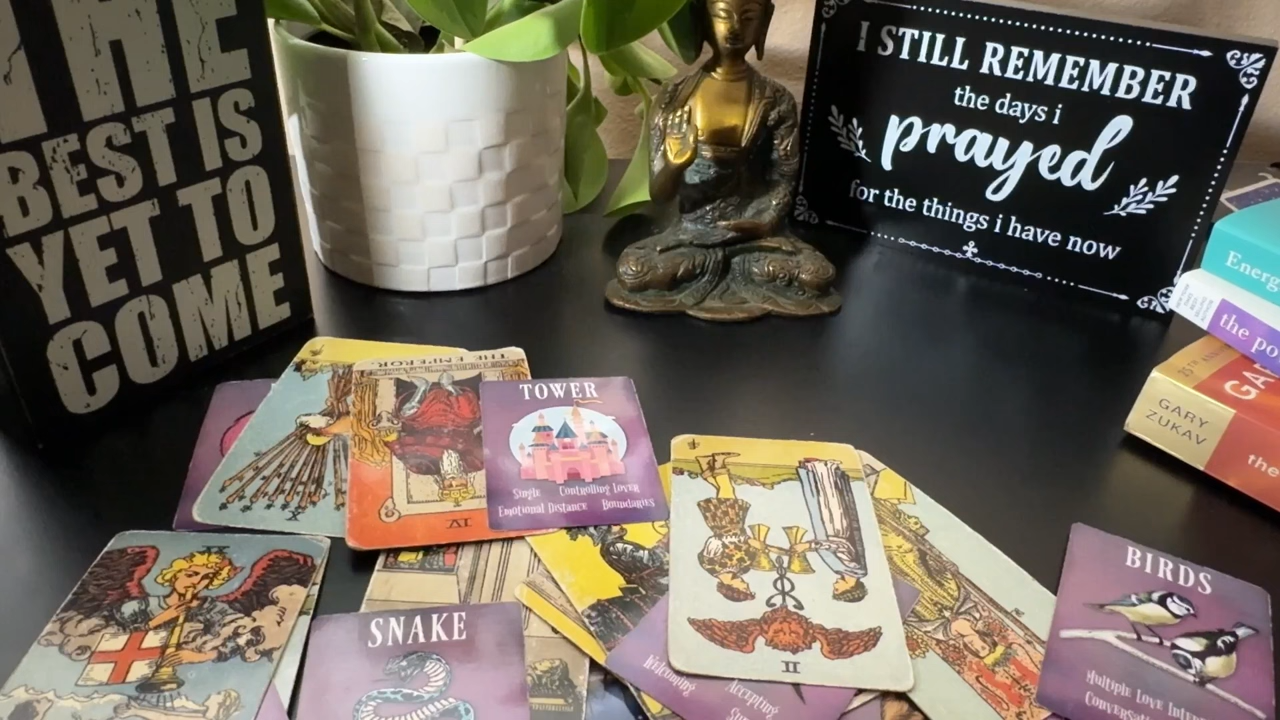 THE
BEST IS
YET TO
COME
I STILL REMEMBER
the days i
prayed
for the things i have now
Energ
the po
GARY
ZUKAV
the
THE EMPEROR.
IV
X
TOWER
Single Controlling Lover
Emotional Distance Boundaries
SNAKE
Welcoming
Accepting
II
BIRDS
Multiple Love Inter
Conversat